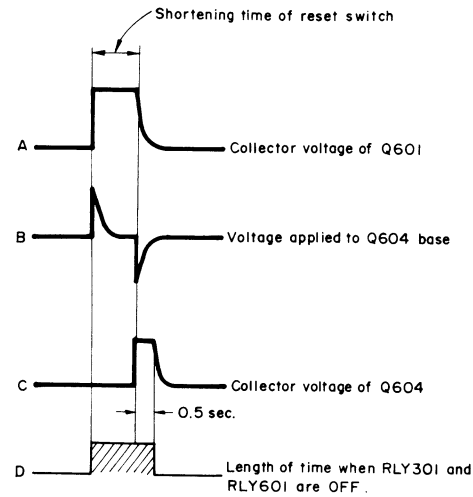 Shortening time of reset switch
A
Collector voltage of Q601
B
Voltage applied to Q604 base
C
Collector voltage of Q604
0.5 sec.
D
Length of time when RLY301 and
RLY601 are OFF.